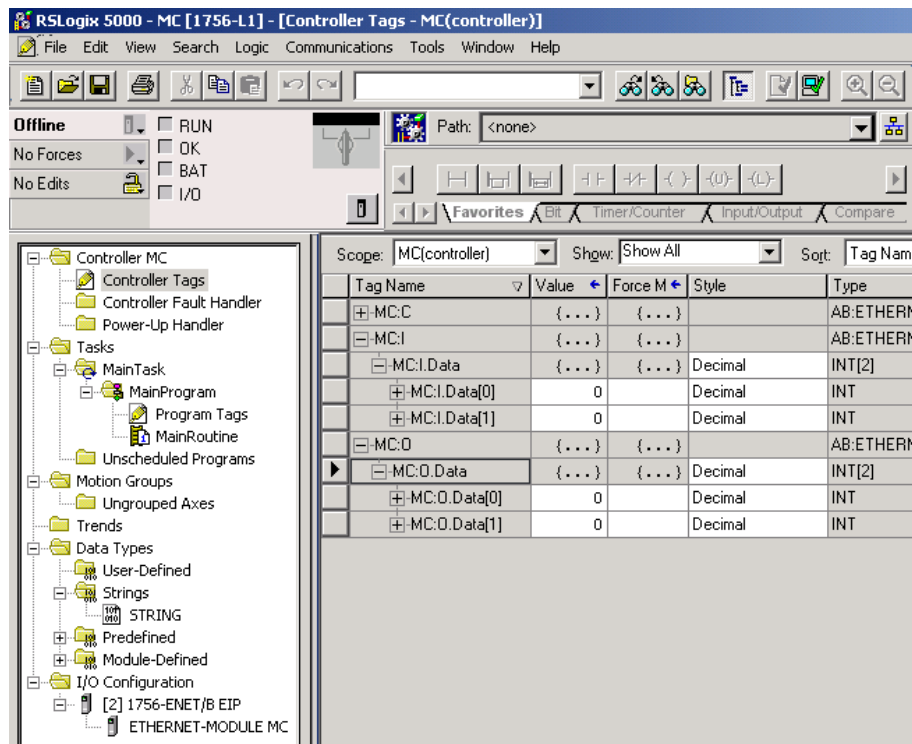 RSLogix 5000 - MC [1756-L1] - [Controller Tags - MC(controller)]
File Edit View Search Logic Communications Tools Window Help
Offline
RUN
Path: <none>
No Forces
OK
BAT
No Edits
I/O
Favorites Bit Timer/Counter Input/Output Compare
Controller MC
Controller Tags
Controller Fault Handler
Power-Up Handler
Tasks
MainTask
MainProgram
Program Tags
MainRoutine
Unscheduled Programs
Motion Groups
Ungrouped Axes
Trends
Data Types
User-Defined
Strings
STRING
Predefined
Module-Defined
I/O Configuration
[2] 1756-ENET/B EIP
ETHERNET-MODULE MC
Scope: MC(controller) Show: Show All Sort: Tag Nam
Tag Name Value Force M Style Type
MC:C {...} {...} AB:ETHERN
MC:I {...} {...} AB:ETHERN
MC:I.Data {...} {...} Decimal INT[2]
MC:I.Data[0] 0 Decimal INT
MC:I.Data[1] 0 Decimal INT
MC:O {...} {...} AB:ETHERN
MC:O.Data {...} {...} Decimal INT[2]
MC:O.Data[0] 0 Decimal INT
MC:O.Data[1] 0 Decimal INT